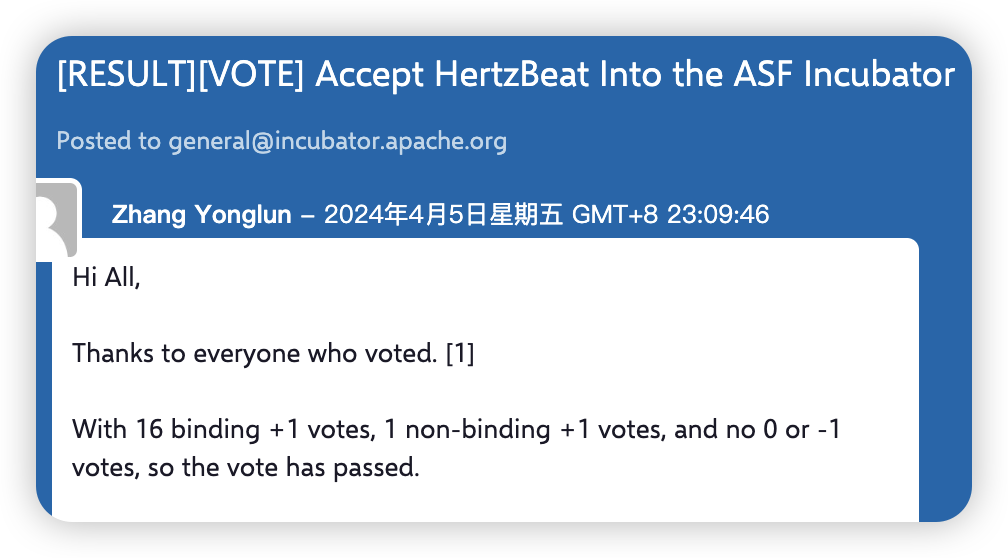 [RESULT][VOTE] Accept HertzBeat Into the ASF Incubator
Posted to general@incubator.apache.org
Zhang Yonglun – 2024年4月5日星期五 GMT+8 23:09:46
Hi All,
Thanks to everyone who voted. [1]
With 16 binding +1 votes, 1 non-binding +1 votes, and no 0 or -1
votes, so the vote has passed.